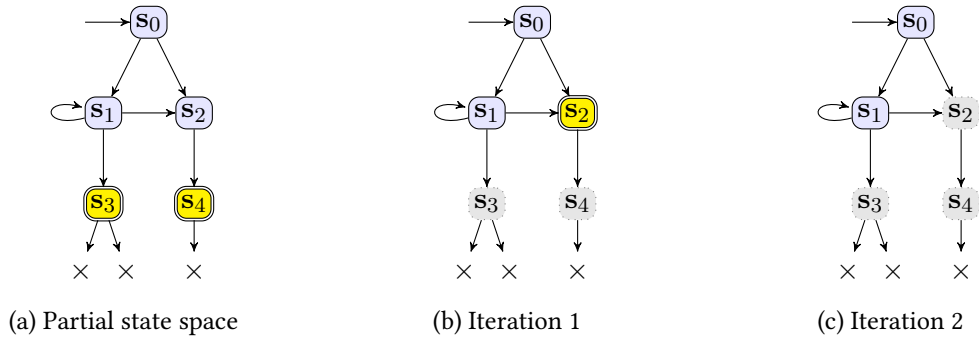 s0 s0 s0
s1 s2 s1 s2 s1 s2
s3 s4 s3 s4 s3 s4
× × × × × × × × ×
(a) Partial state space (b) Iteration 1 (c) Iteration 2